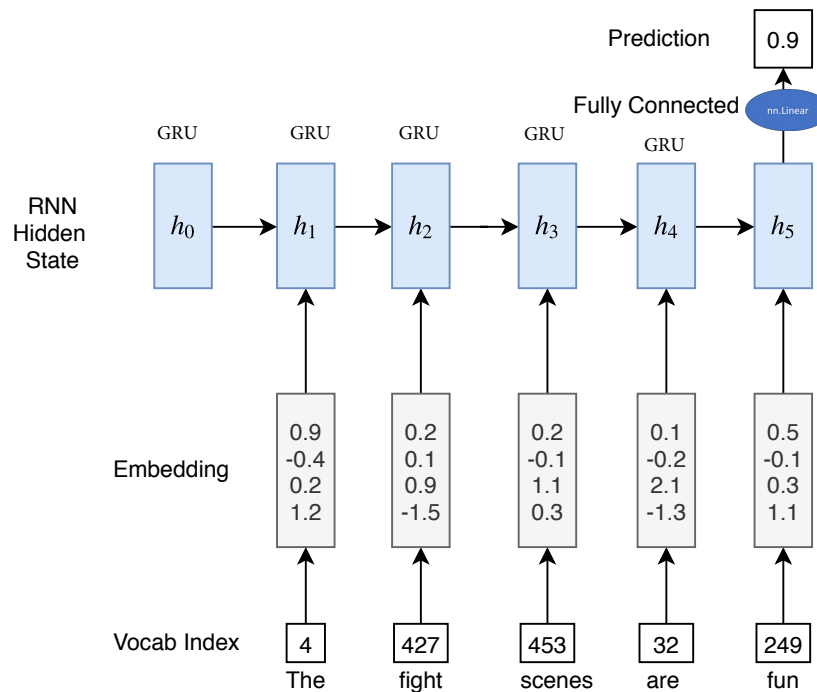 Prediction 0.9
Fully Connected nn.Linear
GRU GRU GRU GRU GRU
RNN
Hidden
State
h₀ h₁ h₂ h₃ h₄ h₅
Embedding
0.9 0.2 0.2 0.1 0.5
-0.4 0.1 -0.1 -0.2 -0.1
0.2 0.9 1.1 2.1 0.3
1.2 -1.5 0.3 -1.3 1.1
Vocab Index 4 427 453 32 249
The fight scenes are fun